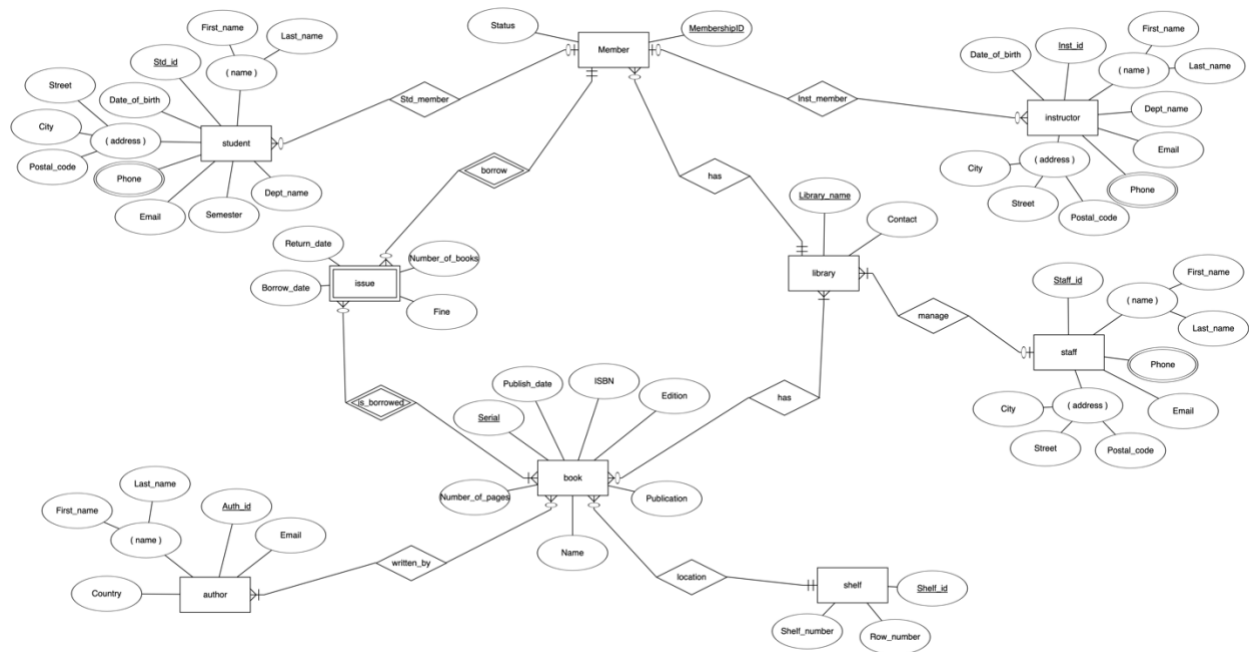 First_name
Last_name
Std_id
( name )
Street
Date_of_birth
City
( address )
student
Postal_code
Phone
Email
Semester
Dept_name
Std_member
Status
MembershipID
Member
Inst_member
First_name
Inst_id
Date_of_birth
( name )
Last_name
Dept_name
instructor
Email
City
( address )
Phone
Street
Postal_code
borrow
has
Library_name
Contact
library
Return_date
Number_of_books
Borrow_date
issue
Fine
manage
Staff_id
First_name
( name )
Last_name
staff
Phone
City
( address )
Email
Street
Postal_code
is_borrowed
has
Publish_date
ISBN
Edition
Serial
book
Number_of_pages
Publication
Name
Last_name
First_name
Auth_id
( name )
Email
Country
author
written_by
location
shelf
Shelf_id
Shelf_number
Row_number